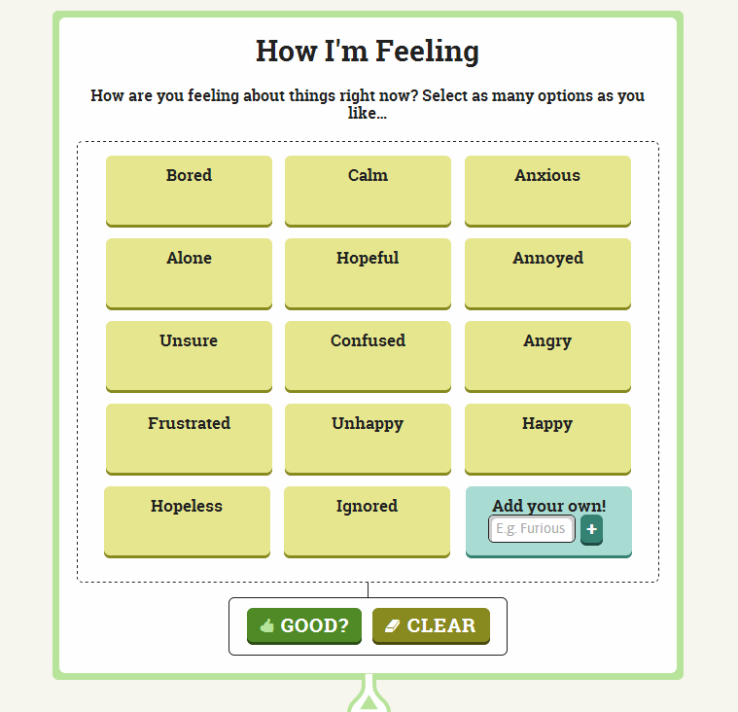 How I'm Feeling
How are you feeling about things right now? Select as many options as you
like...
Bored
Calm
Anxious
Alone
Hopeful
Annoyed
Unsure
Confused
Angry
Frustrated
Unhappy
Happy
Hopeless
Ignored
Add your own!
E.g. Furious
+
GOOD?
CLEAR